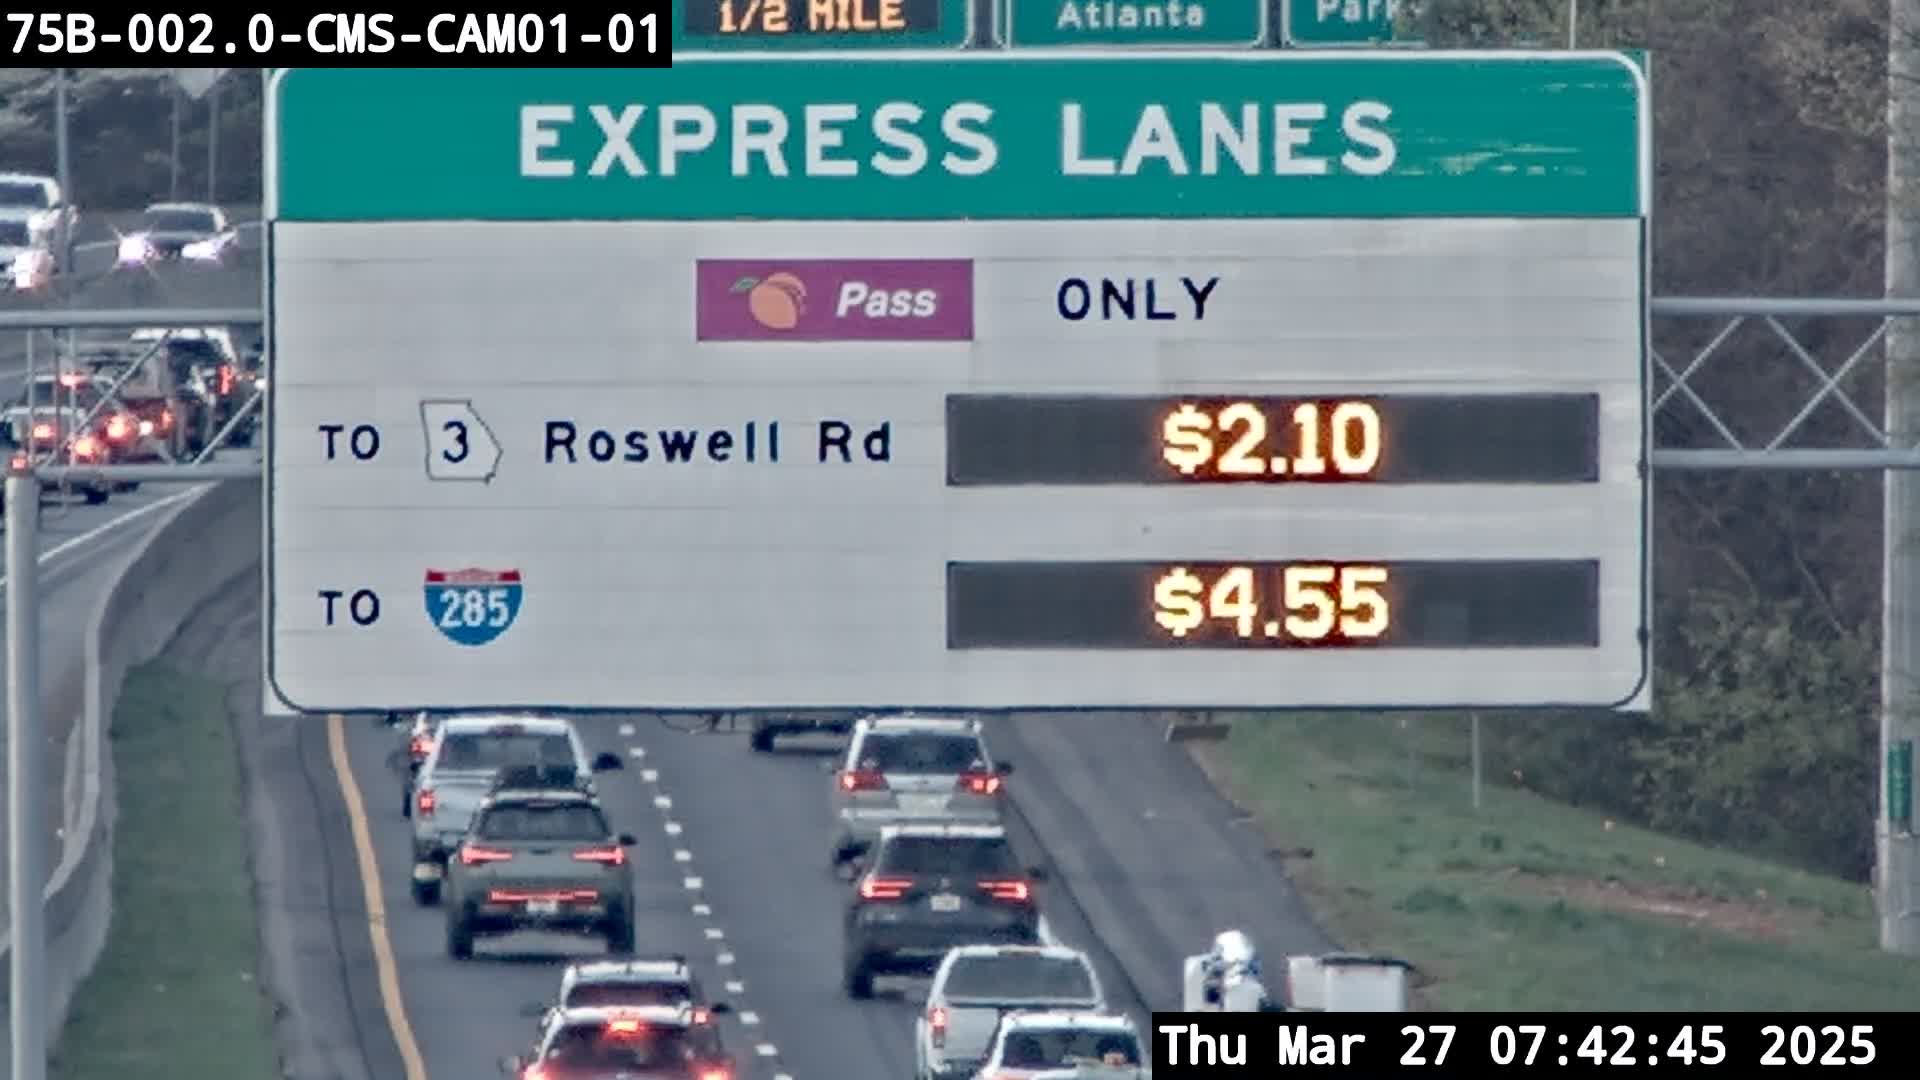 75B-002.0-CMS-CAM01-01
1/2 MILE
Atlanta
EXPRESS LANES
Pass ONLY
TO 3 Roswell Rd $2.10
TO 285 $4.55
Thu Mar 27 07:42:45 2025